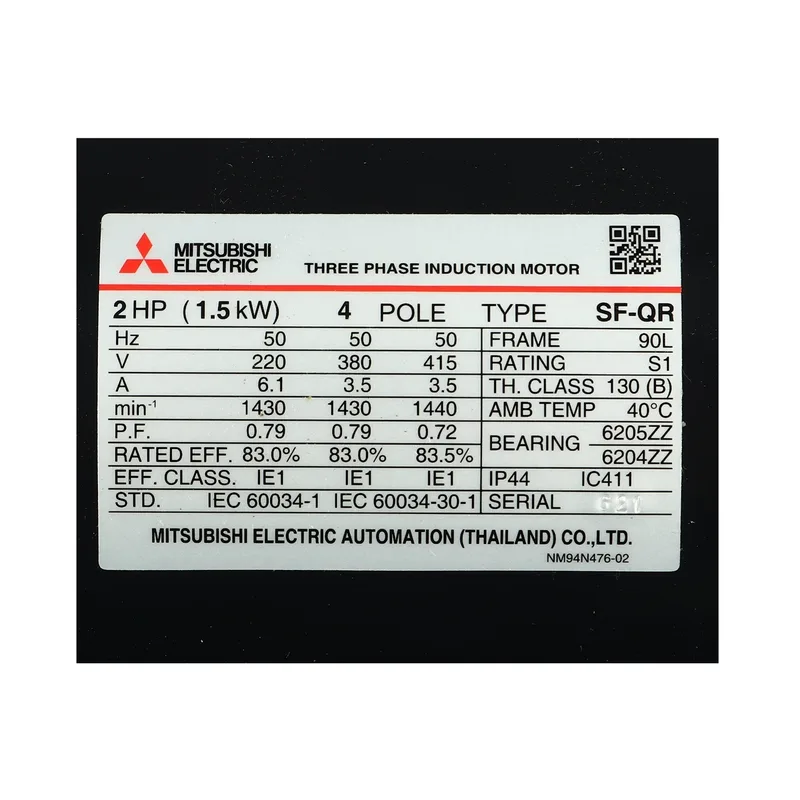 MITSUBISHI
ELECTRIC
THREE PHASE INDUCTION MOTOR
2 HP (1.5 kW) 4 POLE TYPE SF-QR
Hz 50 50 50 FRAME 90L
V 220 380 415 RATING S1
A 6.1 3.5 3.5 TH. CLASS 130 (B)
min-1 1430 1430 1440 AMB TEMP 40°C
P.F. 0.79 0.79 0.72 BEARING 6205ZZ
RATED EFF. 83.0% 83.0% 83.5% 6204ZZ
EFF. CLASS. IE1 IE1 IE1 IP44 IC411
STD. IEC 60034-1 IEC 60034-30-1 SERIAL
MITSUBISHI ELECTRIC AUTOMATION (THAILAND) CO.,LTD.
NM94N476-02